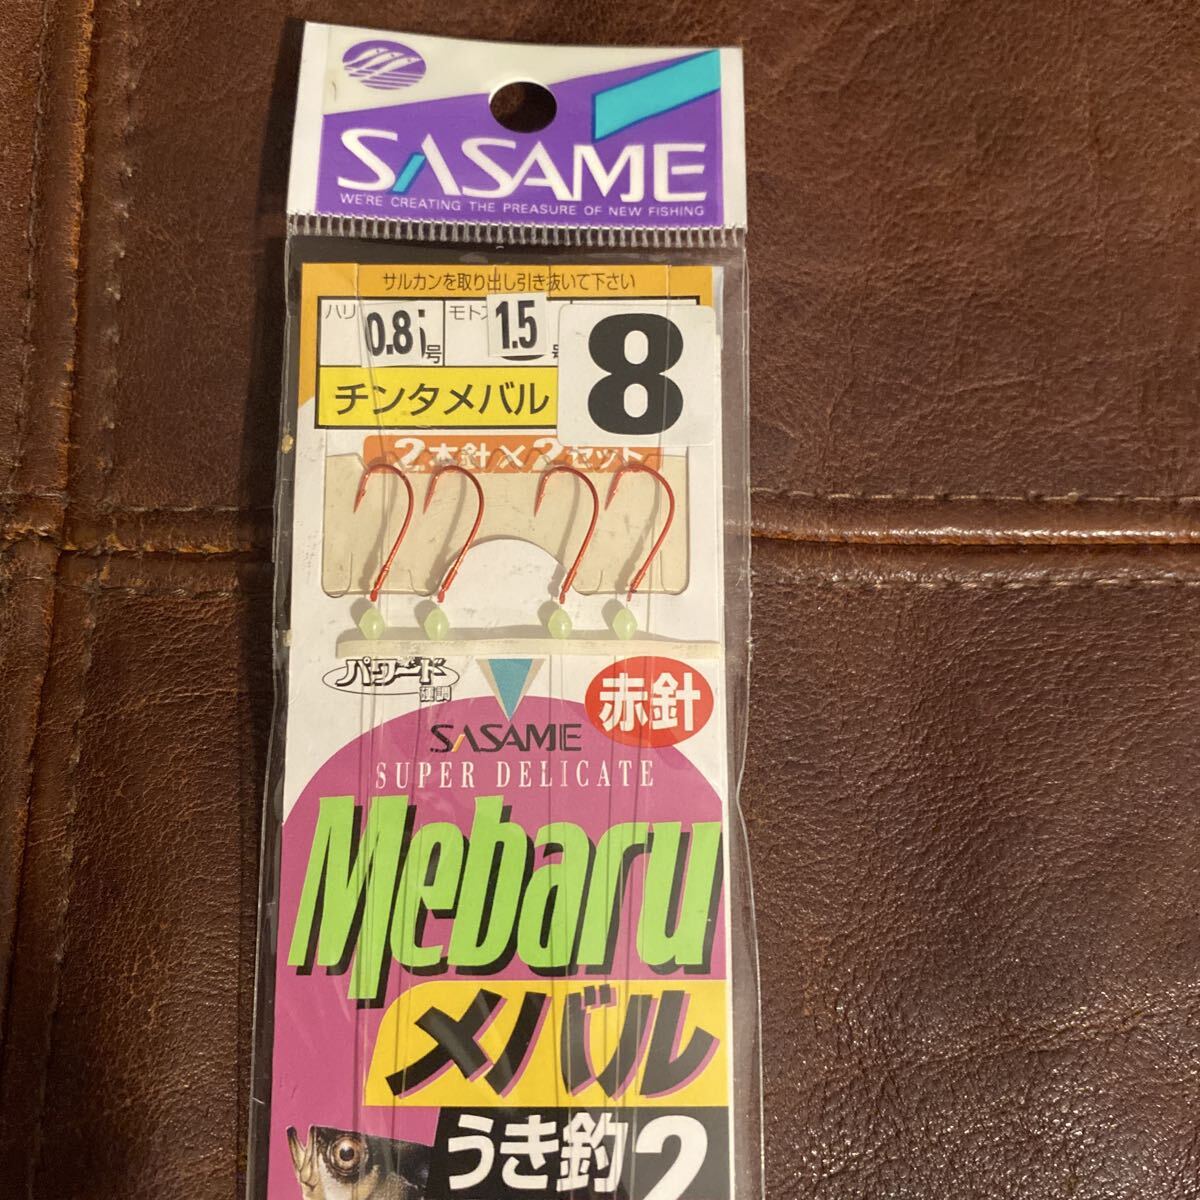 SASAME
WE'RE CREATING THE PREASURE OF NEW FISHING
サルカンを取り出し引き抜いて下さい
ハリ 0.8 号 モトス 1.5 号 8
チンタメバル
2本針×2セット
パワード
硬調
赤針
SASAME
SUPER DELICATE
Mebaru
メバル
うき釣2